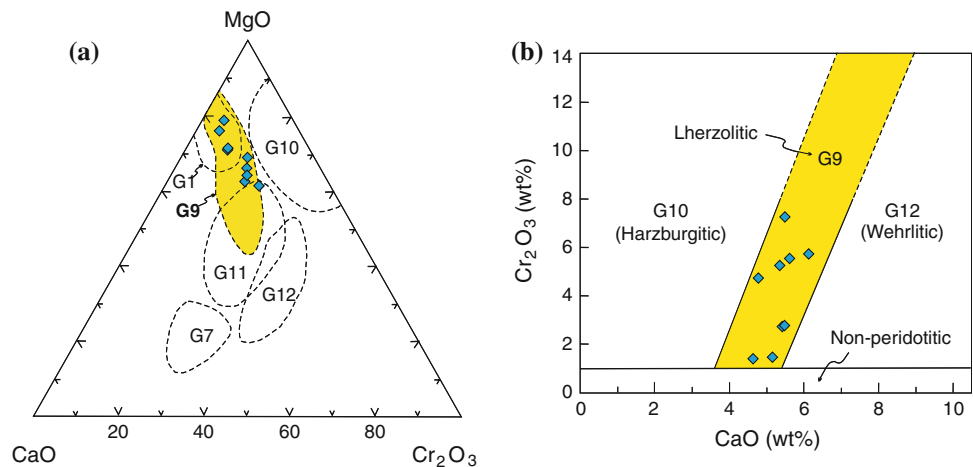 (a)
MgO
G10
G1
G9
G11
G12
G7
CaO
20
40
60
80
Cr₂O₃
(b)
14
12
10
8
6
4
2
0
Cr₂O₃ (wt%)
Lherzolitic
G9
G10
(Harzburgitic)
G12
(Wehrlitic)
Non-peridotitic
0
2
4
6
8
10
CaO (wt%)